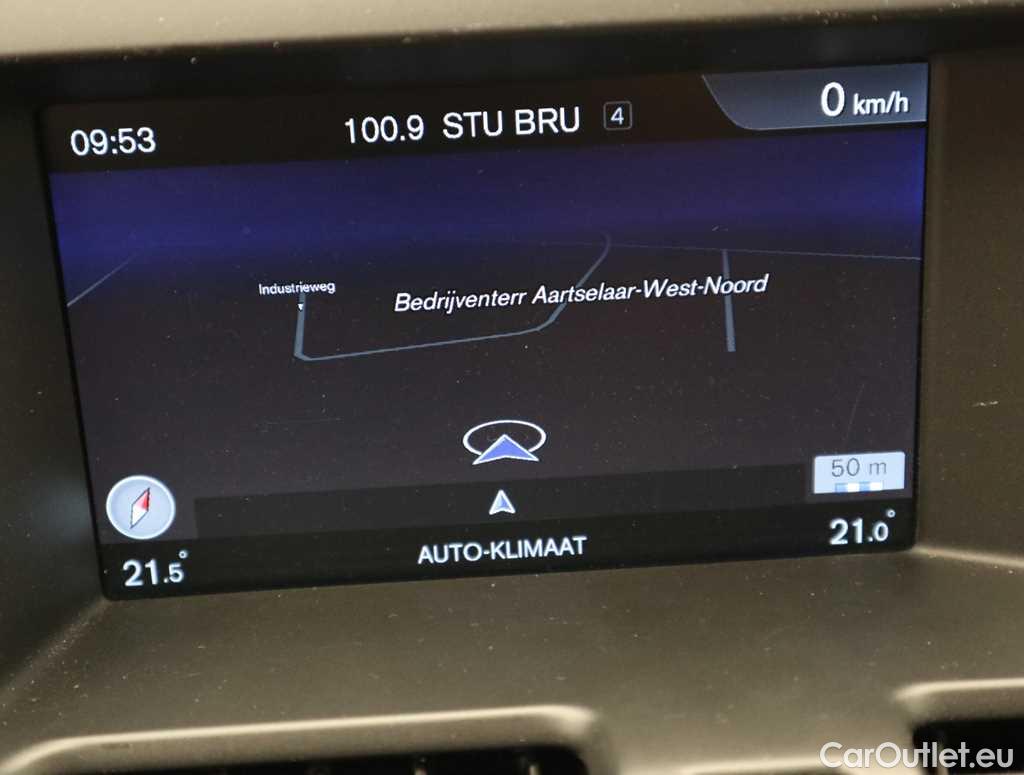 09:53 100.9 STU BRU 4 0 km/h
Industrieweg
Bedrijventerr Aartselaar-West-Noord
50 m
21.5° AUTO-KLIMAAT 21.0°
CarOutlet.eu